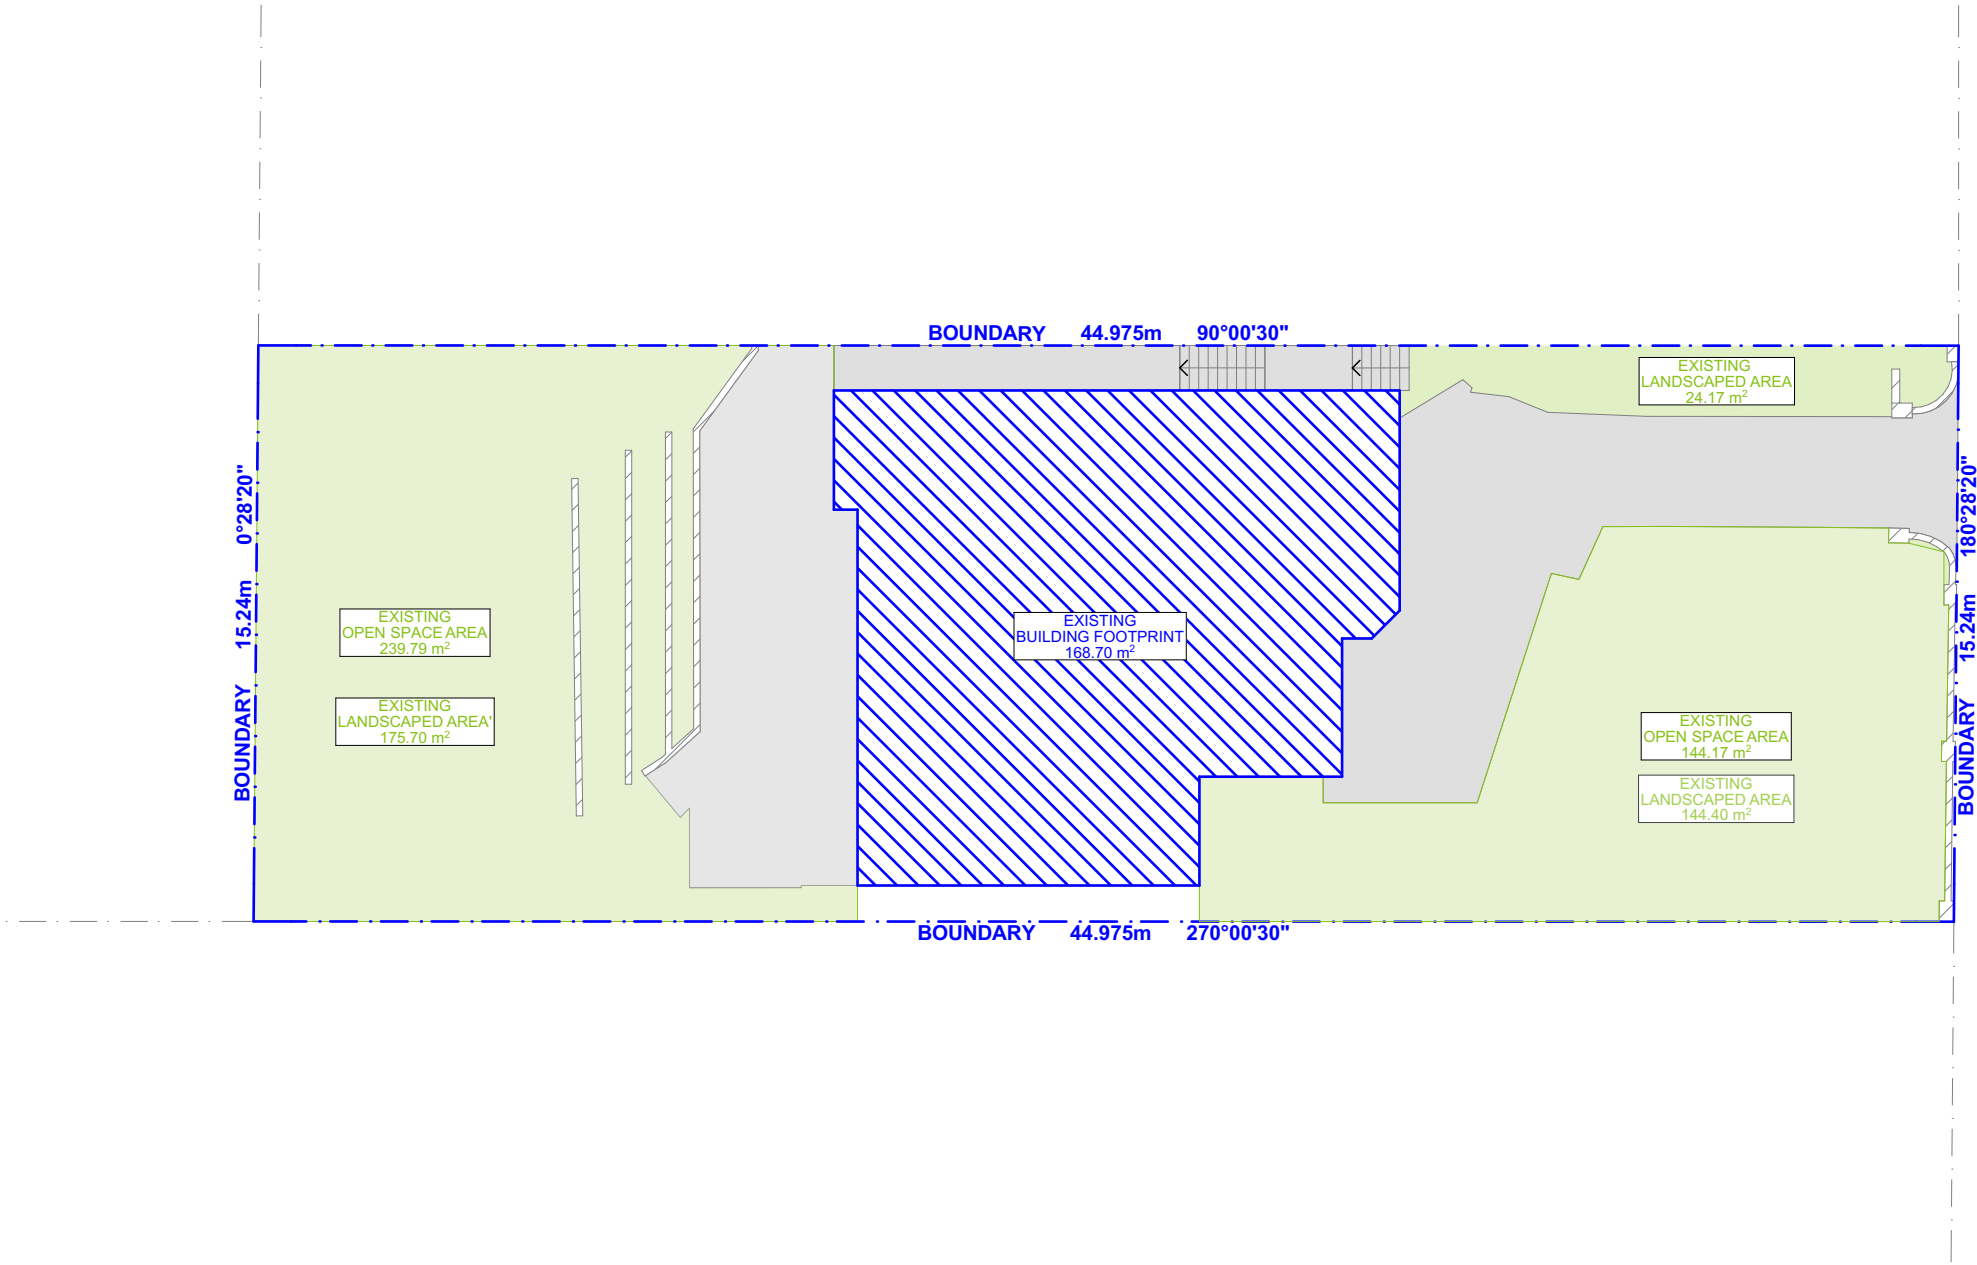 BOUNDARY 44.975m 90°00'30"
EXISTING
LANDSCAPED AREA
24.17 m²
BOUNDARY 15.24m 0°28'20"
BOUNDARY 15.24m 180°28'20"
EXISTING
OPEN SPACE AREA
239.79 m²
EXISTING
BUILDING FOOTPRINT
168.70 m²
EXISTING
LANDSCAPED AREA'
175.70 m²
EXISTING
OPEN SPACE AREA
144.17 m²
EXISTING
LANDSCAPED AREA
144.40 m²
BOUNDARY 44.975m 270°00'30"